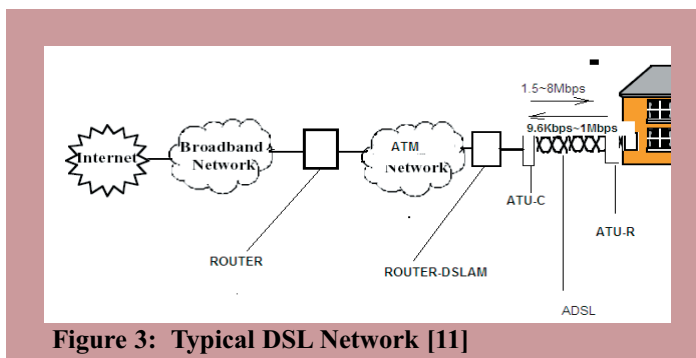 1.5~8Mbps
9.6Kbps~1Mbps
Internet
Broadband
Network
ATM
Network
ATU-C
ATU-R
ROUTER
ROUTER-DSLAM
ADSL
Figure 3: Typical DSL Network [11]